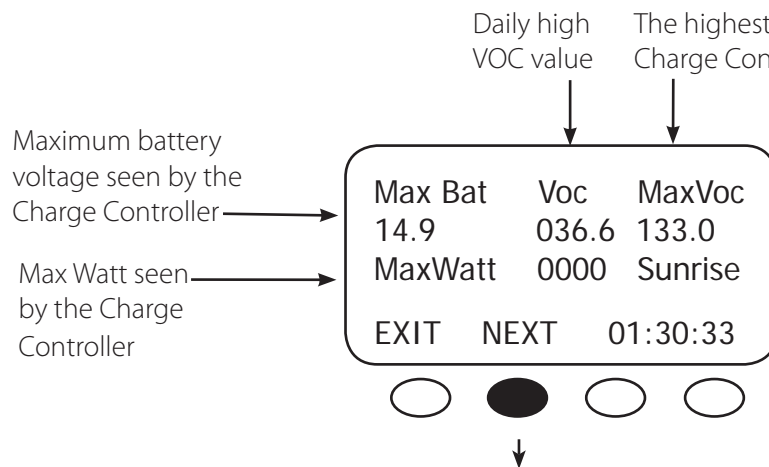 Daily high
VOC value
The highest
Charge Con
Maximum battery
voltage seen by the
Charge Controller
Max Watt seen
by the Charge
Controller
Max Bat Voc MaxVoc
14.9 036.6 133.0
MaxWatt 0000 Sunrise
EXIT NEXT 01:30:33